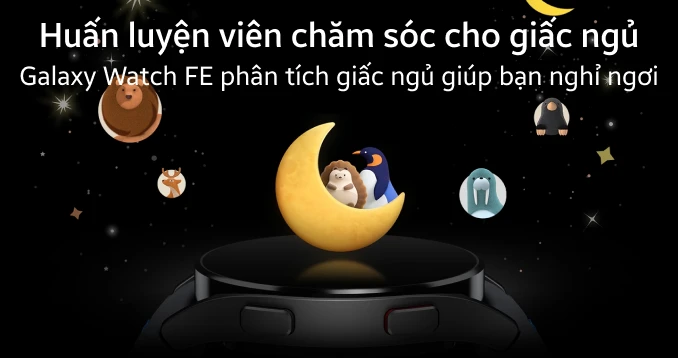 Huấn luyện viên chăm sóc cho giấc ngủ
Galaxy Watch FE phân tích giấc ngủ giúp bạn nghỉ ngơi